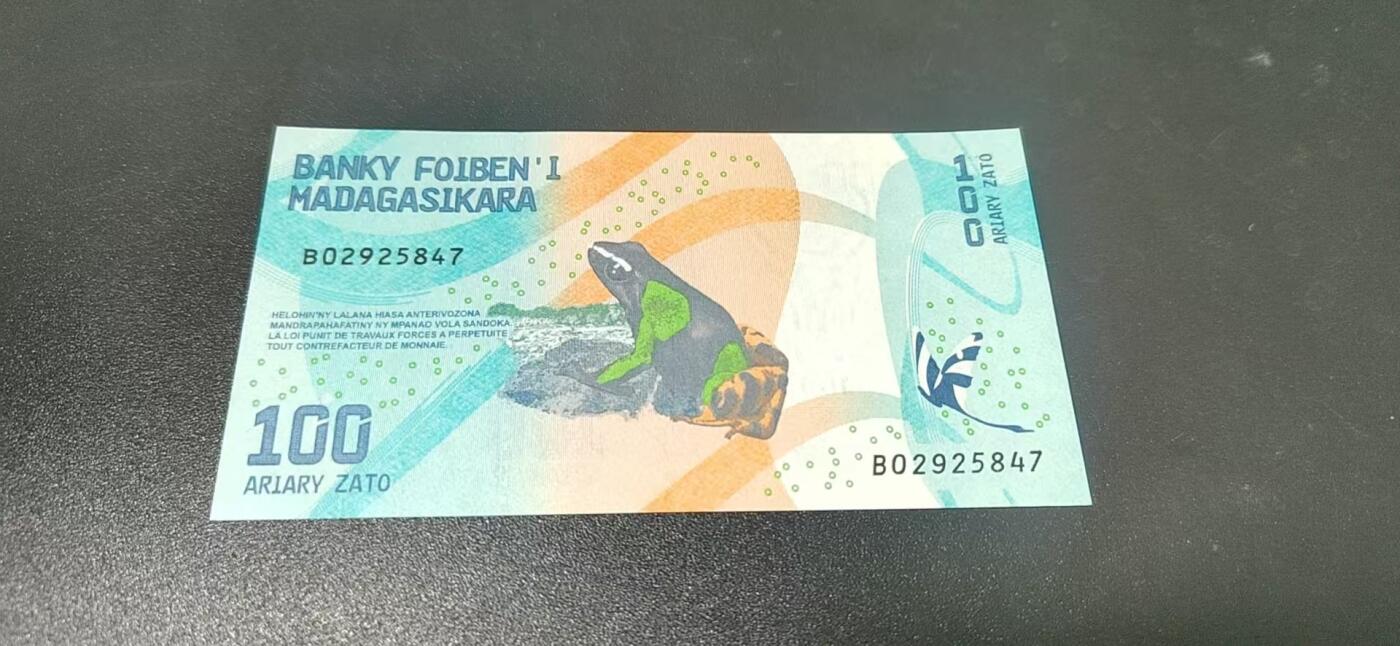 BANKY FOIBEN'I
MADAGASIKARA
B02925847
HELOHIN'NY LALANA HIASA ANTERIVOZONA
MANDRAPAHAFATINY NY MPANAO VOLA SANDOKA.
LA LOI PUNIT DE TRAVAUX FORCES A PERPETUITE
TOUT CONTREFACTEUR DE MONNAIE.
100
ARIARY ZATO
100
ARIARY ZATO
B02925847